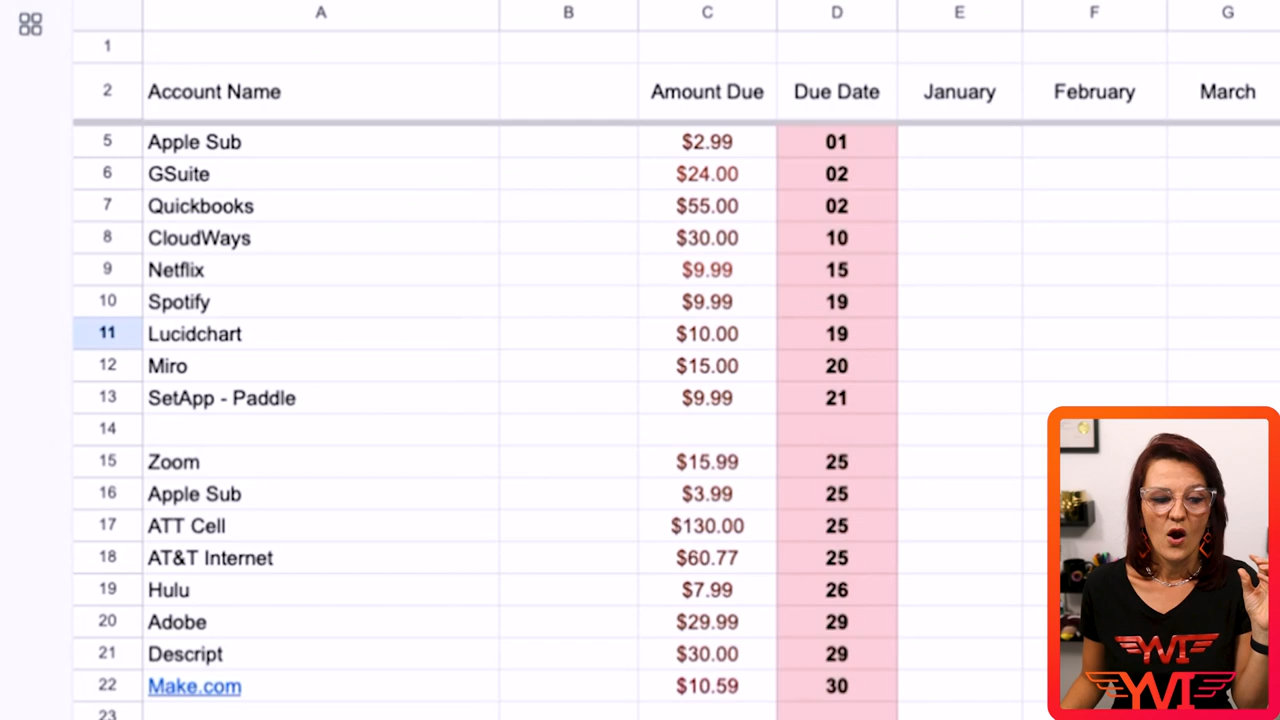 A B C D E F G
1
2 Account Name Amount Due Due Date January February March
5 Apple Sub $2.99 01
6 GSuite $24.00 02
7 Quickbooks $55.00 02
8 CloudWays $30.00 10
9 Netflix $9.99 15
10 Spotify $9.99 19
11 Lucidchart $10.00 19
12 Miro $15.00 20
13 SetApp - Paddle $9.99 21
14
15 Zoom $15.99 25
16 Apple Sub $3.99 25
17 ATT Cell $130.00 25
18 AT&T Internet $60.77 25
19 Hulu $7.99 26
20 Adobe $29.99 29
21 Descript $30.00 29
22 Make.com $10.59 30
23
YVI
YVI